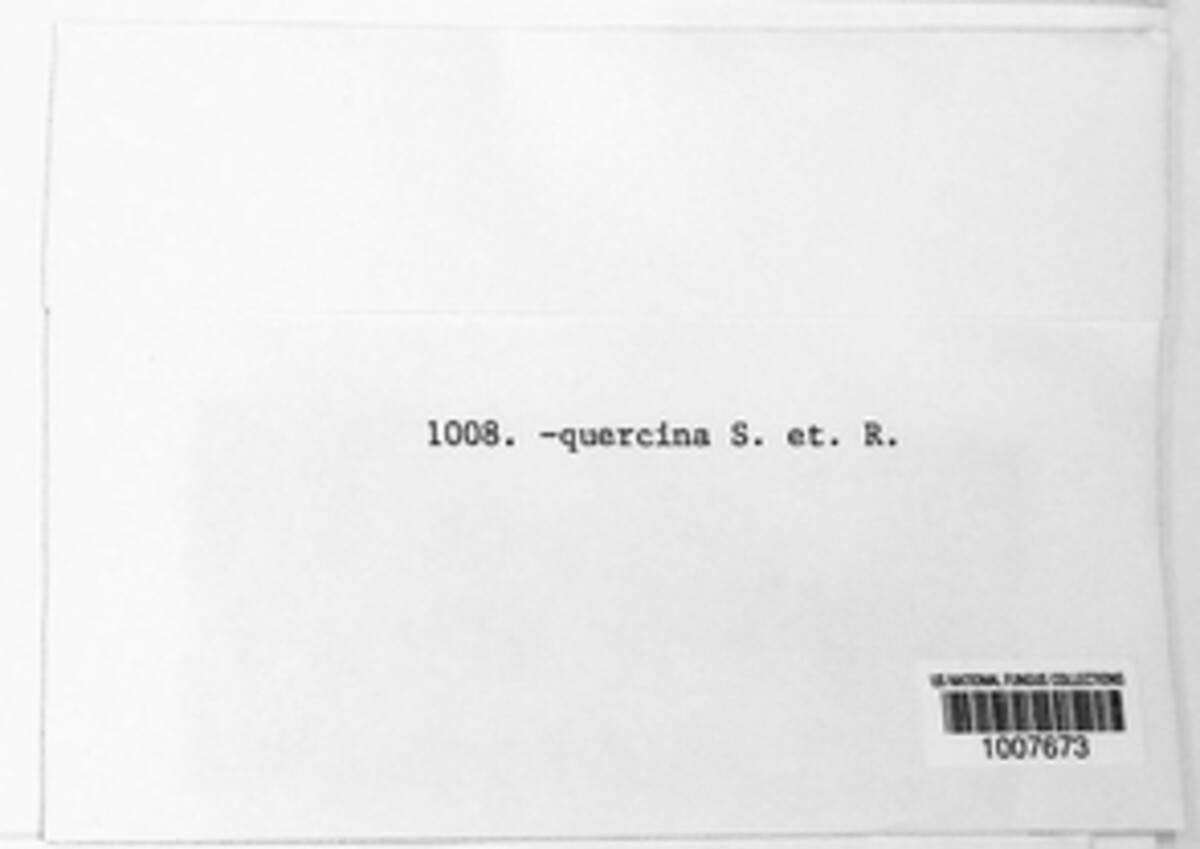 1008. -quercina S. et. R.
US NATIONAL FUNGUS COLLECTIONS
1007673